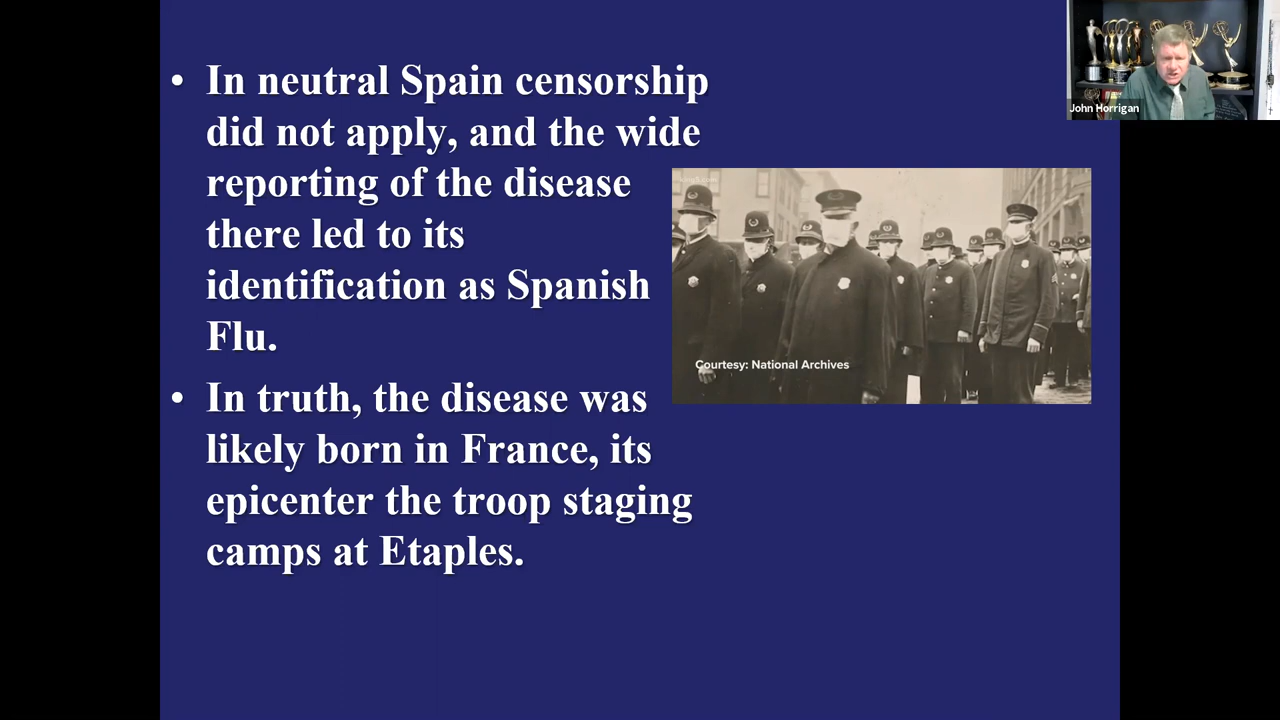 • In neutral Spain censorship
did not apply, and the wide
reporting of the disease
there led to its
identification as Spanish
Flu.
• In truth, the disease was
likely born in France, its
epicenter the troop staging
camps at Etaples.
Courtesy: National Archives
John Horrigan